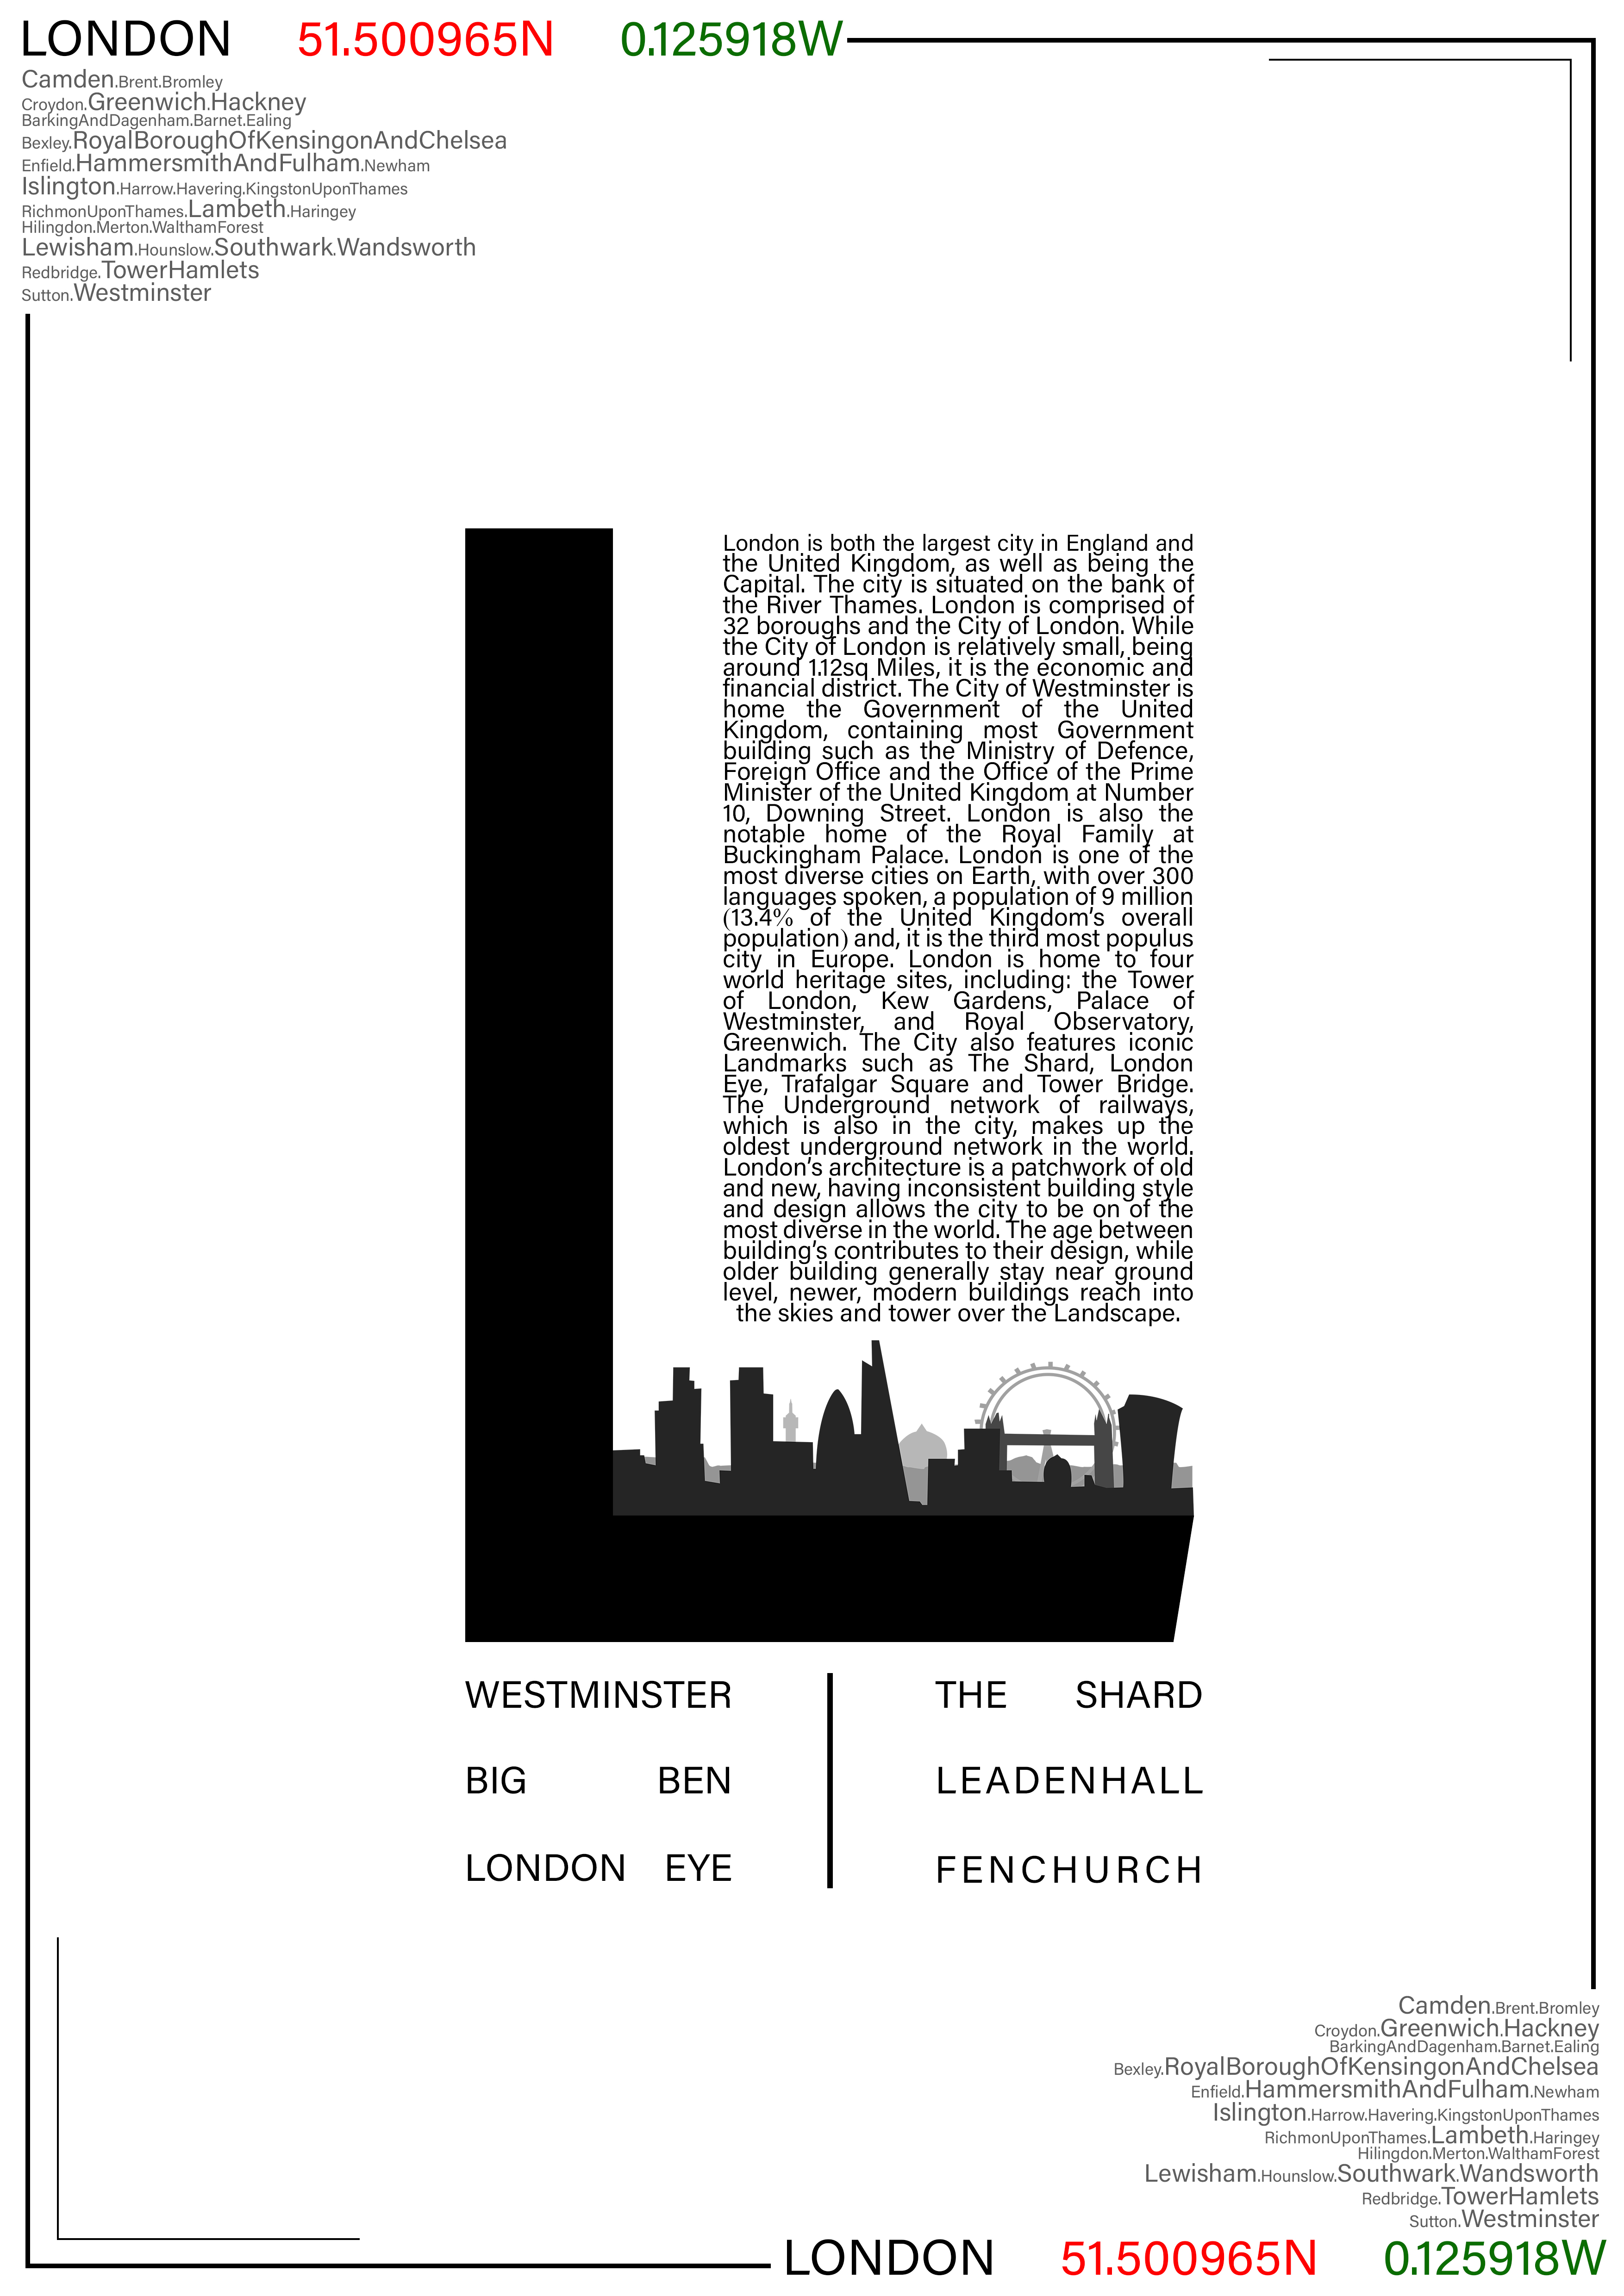 LONDON 51.500965N 0.125918W
Camden.Brent.Bromley
Croydon.Greenwich.Hackney
BarkingAndDagenham.Barnet.Ealing
Bexley.RoyalBoroughOfKensingonAndChelsea
Enfield.HammersmithAndFulham.Newham
Islington.Harrow.Havering.KingstonUponThames
RichmonUponThames.Lambeth.Haringey
Hilingdon.Merton.WalthamForest
Lewisham.Hounslow.Southwark.Wandsworth
Redbridge.TowerHamlets
Sutton.Westminster
London is both the largest city in England and
the United Kingdom, as well as being the
Capital. The city is situated on the bank of
the River Thames. London is comprised of
32 boroughs and the City of London. While
the City of London is relatively small, being
around 1.12sq Miles, it is the economic and
financial district. The City of Westminster is
home the Government of the United
Kingdom, containing most Government
building such as the Ministry of Defence,
Foreign Office and the Office of the Prime
Minister of the United Kingdom at Number
10, Downing Street. London is also the
notable home of the Royal Family at
Buckingham Palace. London is one of the
most diverse cities on Earth, with over 300
languages spoken, a population of 9 million
(13.4% of the United Kingdom's overall
population) and, it is the third most populus
city in Europe. London is home to four
world heritage sites, including: the Tower
of London, Kew Gardens, Palace of
Westminster, and Royal Observatory,
Greenwich. The City also features iconic
Landmarks such as The Shard, London
Eye, Trafalgar Square and Tower Bridge.
The Underground network of railways,
which is also in the city, makes up the
oldest underground network in the world.
London's architecture is a patchwork of old
and new, having inconsistent building style
and design allows the city to be on of the
most diverse in the world. The age between
building's contributes to their design, while
older building generally stay near ground
level, newer, modern buildings reach into
the skies and tower over the Landscape.
WESTMINSTER
BIG BEN
LONDON EYE
THE SHARD
LEADENHALL
FENCHURCH
Camden.Brent.Bromley
Croydon.Greenwich.Hackney
BarkingAndDagenham.Barnet.Ealing
Bexley.RoyalBoroughOfKensingonAndChelsea
Enfield.HammersmithAndFulham.Newham
Islington.Harrow.Havering.KingstonUponThames
RichmonUponThames.Lambeth.Haringey
Hilingdon.Merton.WalthamForest
Lewisham.Hounslow.Southwark.Wandsworth
Redbridge.TowerHamlets
Sutton.Westminster
LONDON 51.500965N 0.125918W